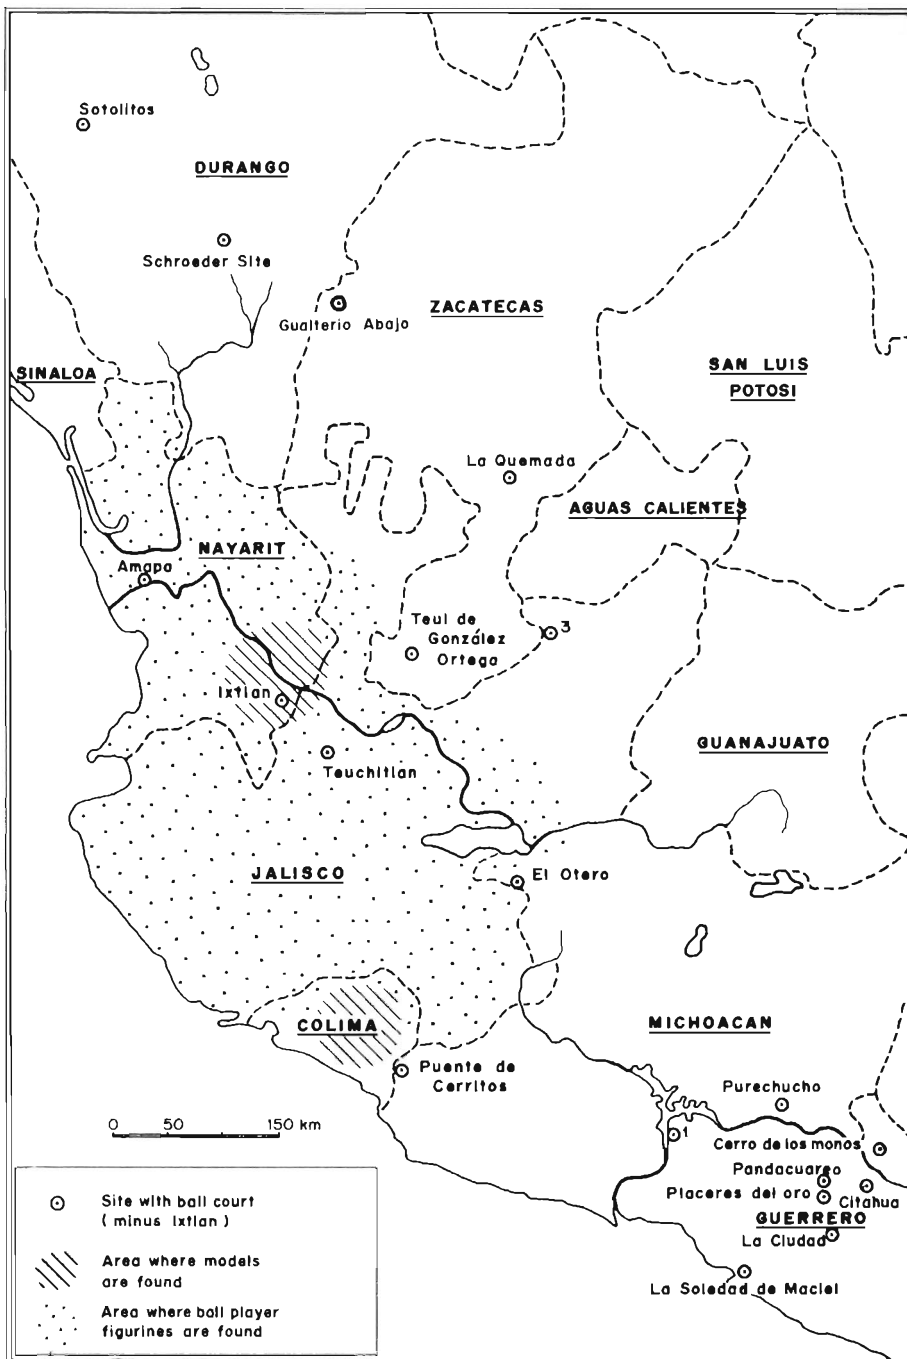 Sotolitos
DURANGO
Schroeder Site
ZACATECAS
Gualterio Abajo
SINALOA
SAN LUIS
POTOSI
La Quemada
AGUAS CALIENTES
NAYARIT
Amapa
Teul de
González
Ortega
3
Ixtlan
Teuchitlan
GUANAJUATO
JALISCO
El Otero
COLIMA
MICHOACAN
Puente de
Cerritos
Purechucho
0 50 150 km
1
Cerro de los monos
Pandacuareo
Placeres del oro
Citahua
GUERRERO
La Ciudad
La Soledad de Maciel
Site with ball court
( minus Ixtlan )
Area where models
are found
Area where ball player
figurines are found